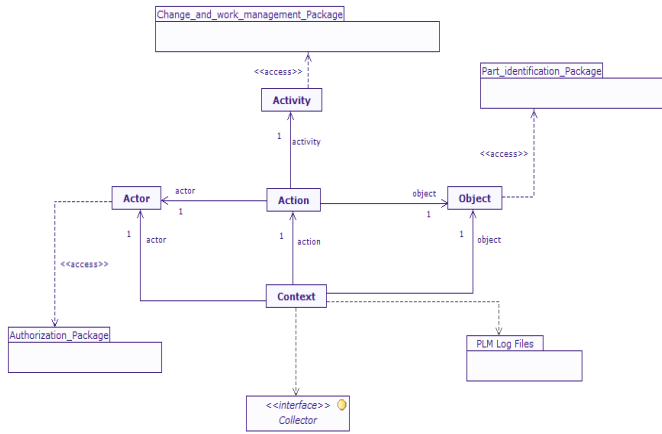 Change_and_work_management_Package
<<access>>
Part_identification_Package
Activity
1
activity
<<access>>
actor
object
Actor
Action
Object
1
1
1
actor
1
action
1
object
<<access>>
Context
Authorization_Package
PLM Log Files
<<interface>>
Collector